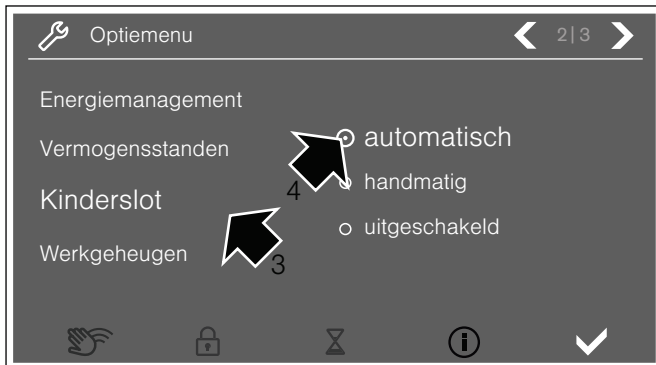 Optiemenu
2|3
Energiemanagement
Vermogensstanden
Kinderslot
Werkgeheugen
automatisch
handmatig
uitgeschakeld
4
3